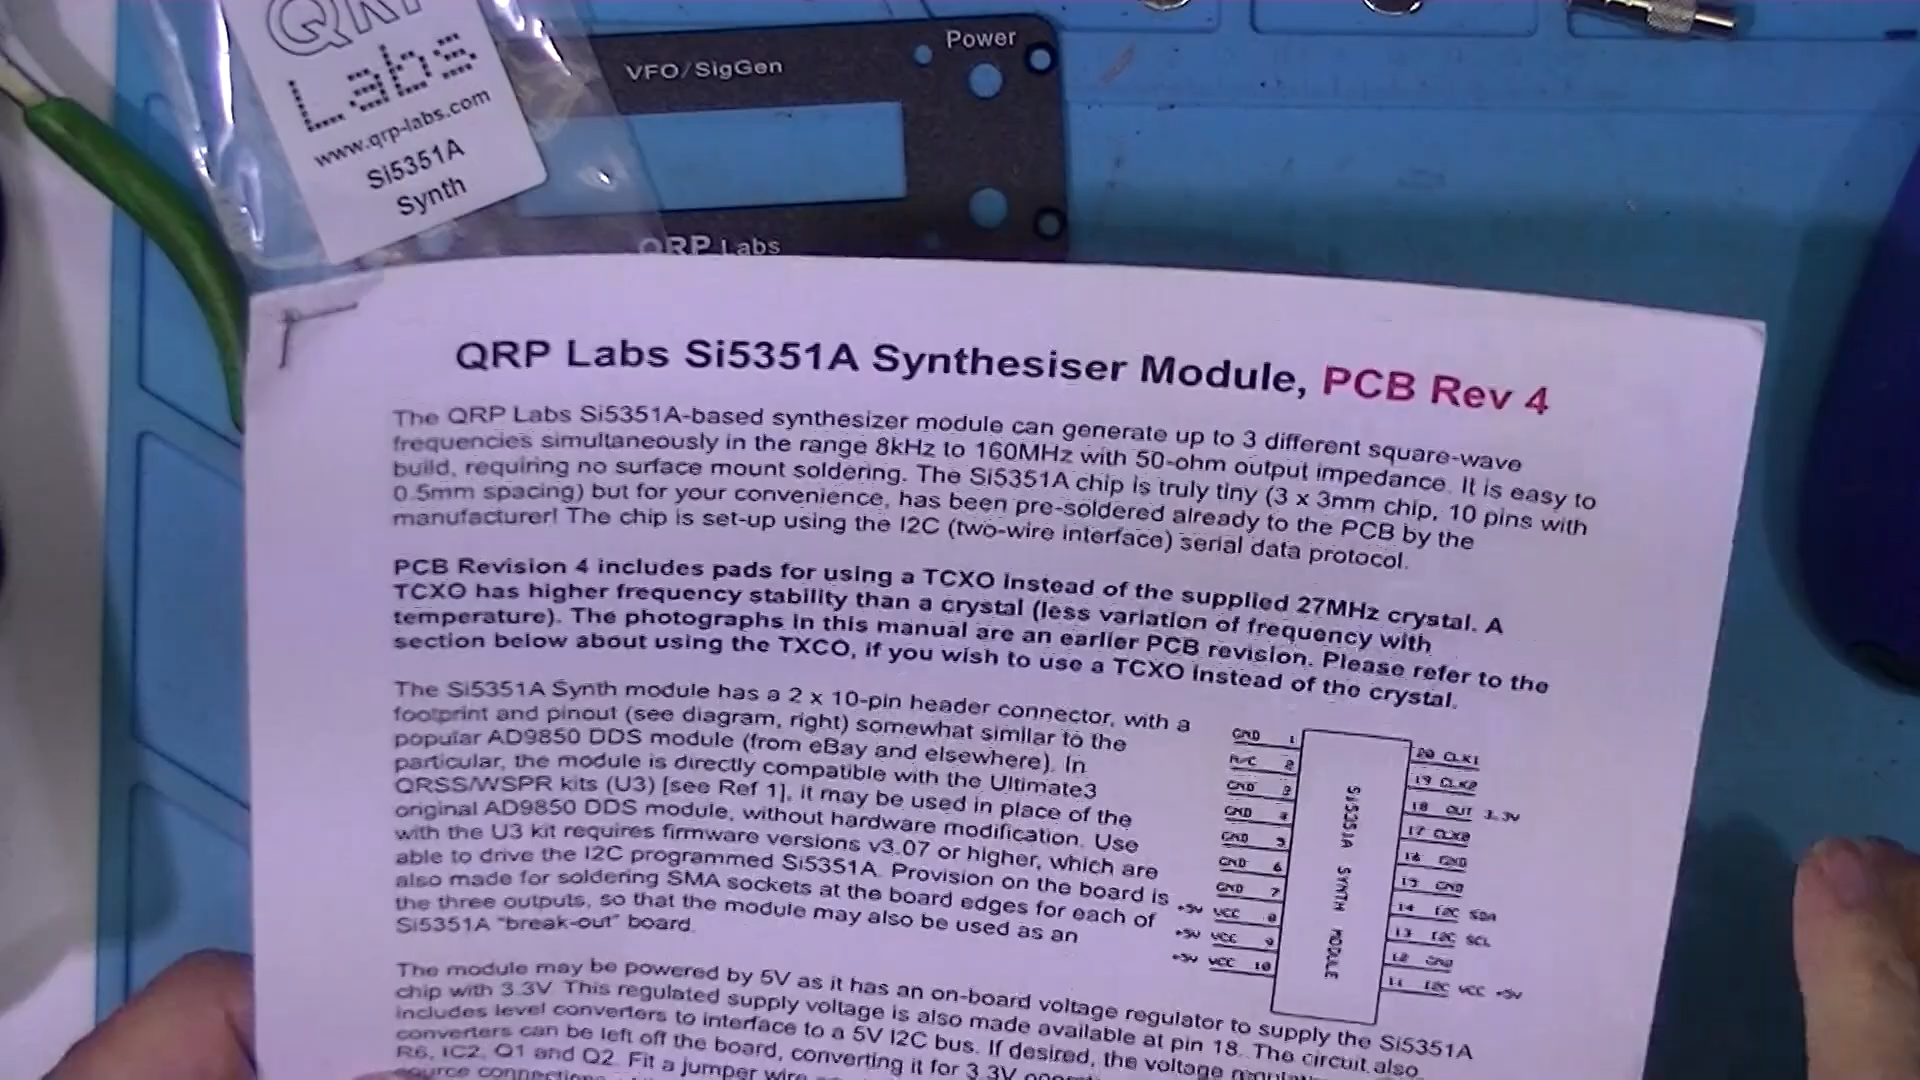 QRP
Labs
www.qrp-labs.com
Si5351A
Synth
VFO/SigGen
Power
QRP Labs
QRP Labs Si5351A Synthesiser Module, PCB Rev 4
The QRP Labs Si5351A-based synthesizer module can generate up to 3 different square-wave
frequencies simultaneously in the range 8kHz to 160MHz with 50-ohm output impedance. It is easy to
build, requiring no surface mount soldering. The Si5351A chip is truly tiny (3 x 3mm chip, 10 pins with
0.5mm spacing) but for your convenience, has been pre-soldered already to the PCB by the
manufacturer! The chip is set-up using the I2C (two-wire interface) serial data protocol.
PCB Revision 4 includes pads for using a TCXO instead of the supplied 27MHz crystal. A
TCXO has higher frequency stability than a crystal (less variation of frequency with
temperature). The photographs in this manual are an earlier PCB revision. Please refer to the
section below about using the TXCO, if you wish to use a TCXO instead of the crystal.
The Si5351A Synth module has a 2 x 10-pin header connector, with a
footprint and pinout (see diagram, right) somewhat similar to the
popular AD9850 DDS module (from eBay and elsewhere). In
particular, the module is directly compatible with the Ultimate3
QRSS/WSPR kits (U3) [see Ref 1], it may be used in place of the
original AD9850 DDS module, without hardware modification. Use
with the U3 kit requires firmware versions v3.07 or higher, which are
able to drive the I2C programmed Si5351A. Provision on the board is
also made for soldering SMA sockets at the board edges for each of
the three outputs, so that the module may also be used as an
Si5351A "break-out" board.
GND 1
N/C 2
GND 3
GND 4
GND 5
GND 6
GND 7
+5V VCC 8
+5V VCC 9
+5V VCC 10
Si5351A SYNTH MODULE
20 CLK1
19 CLK2
18 OUT 3.3V
17 CLK0
16 GND
15 GND
14 I2C SDA
13 I2C SCL
12 GND
11 I2C VCC +5V
The module may be powered by 5V as it has an on-board voltage regulator to supply the Si5351A
chip with 3.3V. This regulated supply voltage is also made available at pin 18. The circuit also
includes level converters to interface to a 5V I2C bus. If desired, the voltage
converters can be left off the board, converting it for 3.3V
R6, IC2, Q1 and Q2. Fit a jumper wire
source